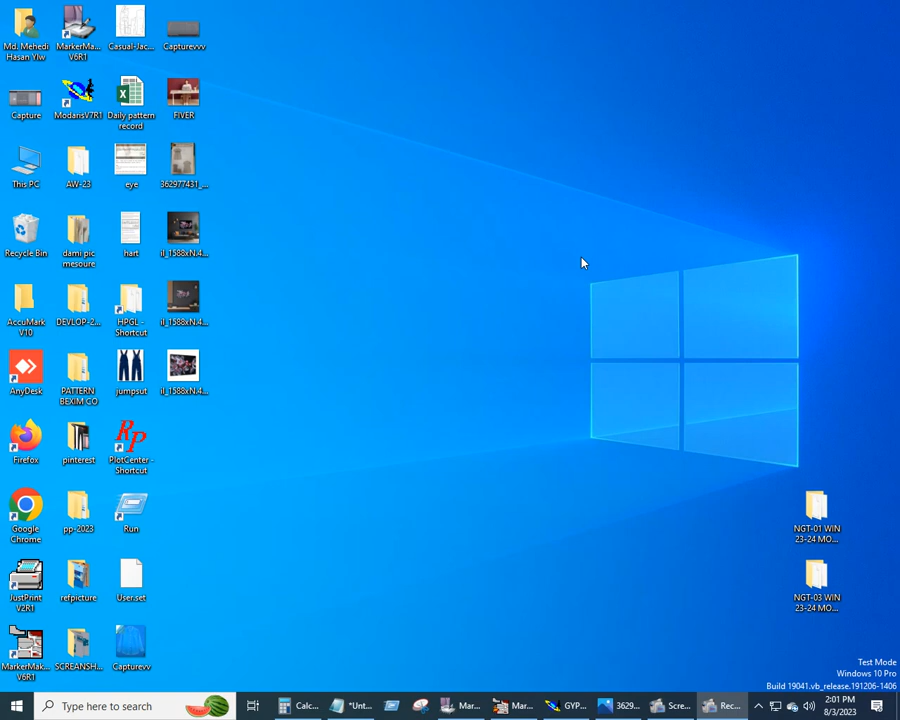 Md. Mehedi
Hasan Ylw
MarkerMa...
V6R1
Casual-Jac...
Capturevvv
Capture
ModarisV7R1
Daily pattern
record
FIVER
This PC
AW-23
eye
362977431_...
Recycle Bin
dami pic
mesoure
hart
il_1588xN.4...
AccuMark
V10
DEVLOP-2...
HPGL -
Shortcut
il_1588xN.4...
AnyDesk
PATTERN
BEXIM CO
jumpsut
il_1588xN.4...
Firefox
pinterest
RP
PlotCenter -
Shortcut
Google
Chrome
pp-2023
Run
NGT-01 WIN
23-24 MO...
JustPrint
V2R1
refpicture
User.set
NGT-03 WIN
23-24 MO...
MarkerMak...
V6R1
SCREANSH...
Capturevv
Test Mode
Windows 10 Pro
Build 19041.vb_release.191206-1406
Type here to search
Calc...
*Unt...
Mar...
Mar...
GYP...
3629...
Scre...
Rec...
2:01 PM
8/3/2023